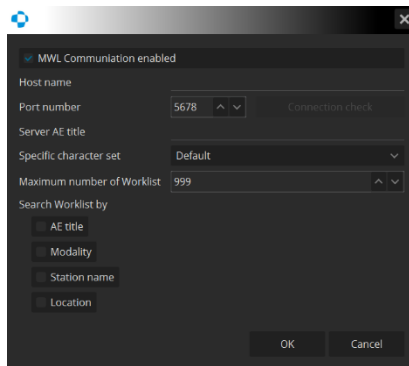 MWL Communiation enabled
Host name
Port number 5678 Connection check
Server AE title
Specific character set Default
Maximum number of Worklist 999
Search Worklist by
AE title
Modality
Station name
Location
OK Cancel